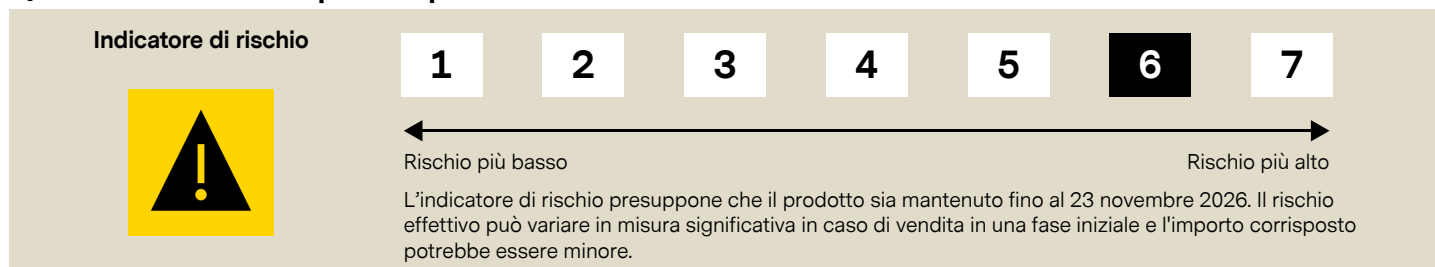 Indicatore di rischio
1 2 3 4 5 6 7
Rischio più basso Rischio più alto
L'indicatore di rischio presuppone che il prodotto sia mantenuto fino al 23 novembre 2026. Il rischio
effettivo può variare in misura significativa in caso di vendita in una fase iniziale e l'importo corrisposto
potrebbe essere minore.